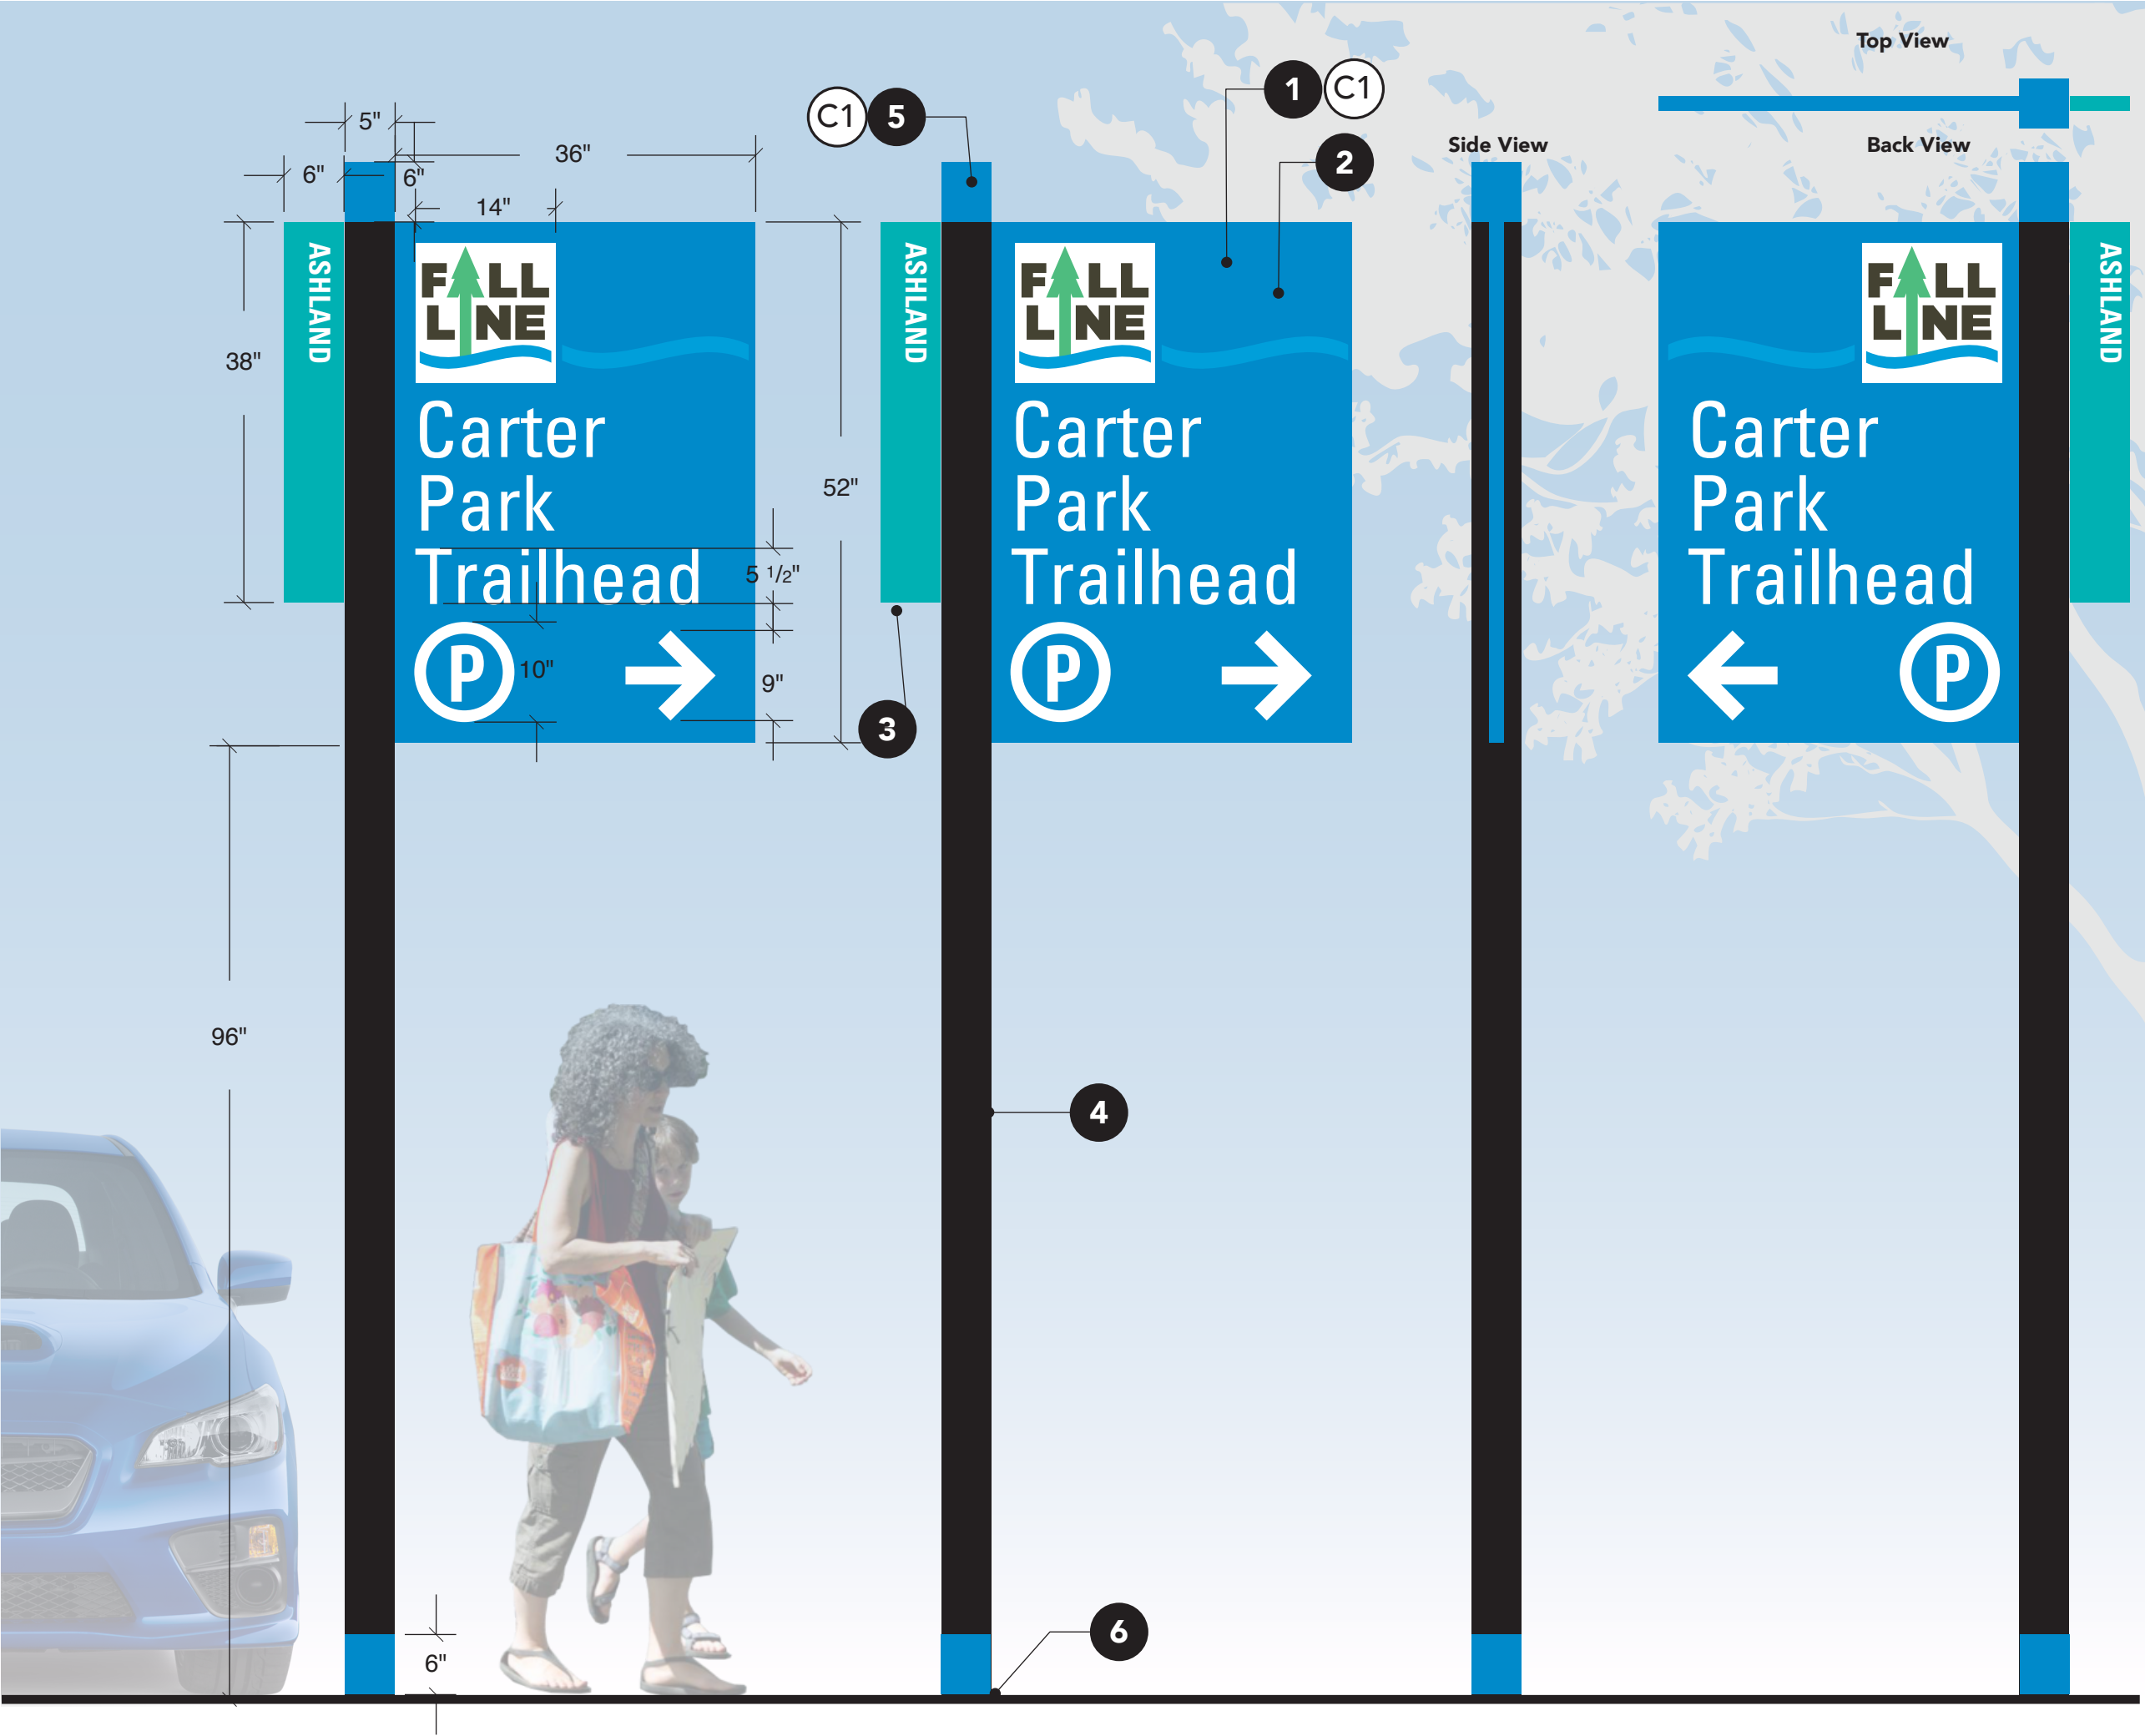 Top View
C1 5
1 C1
5"
36"
Side View
Back View
2
6"
6"
14"
ASHLAND
FALL
LINE
ASHLAND
FALL
LINE
FALL
LINE
ASHLAND
38"
Carter
Park
Trailhead
52"
Carter
Park
Trailhead
Carter
Park
Trailhead
5 1/2"
P
10"
9"
P
P
3
96"
4
6
6"